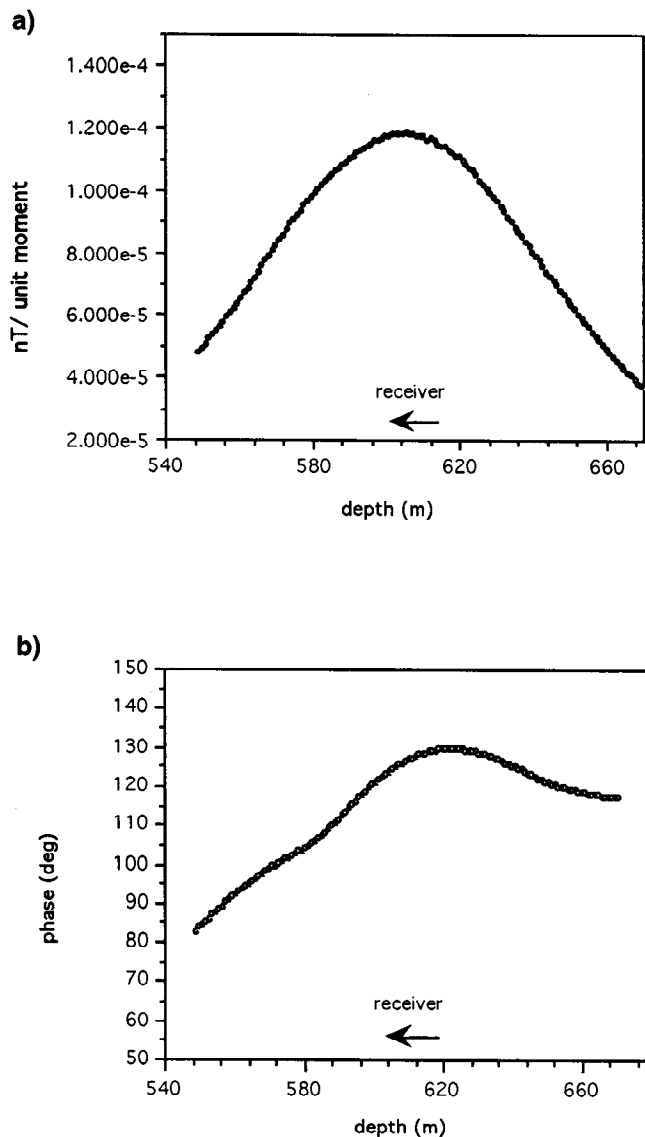 a)
nT/ unit moment
1.400e-4
1.200e-4
1.000e-4
8.000e-5
6.000e-5
4.000e-5
2.000e-5
receiver
540 580 620 660
depth (m)
b)
phase (deg)
150
140
130
120
110
100
90
80
70
60
50
receiver
540 580 620 660
depth (m)